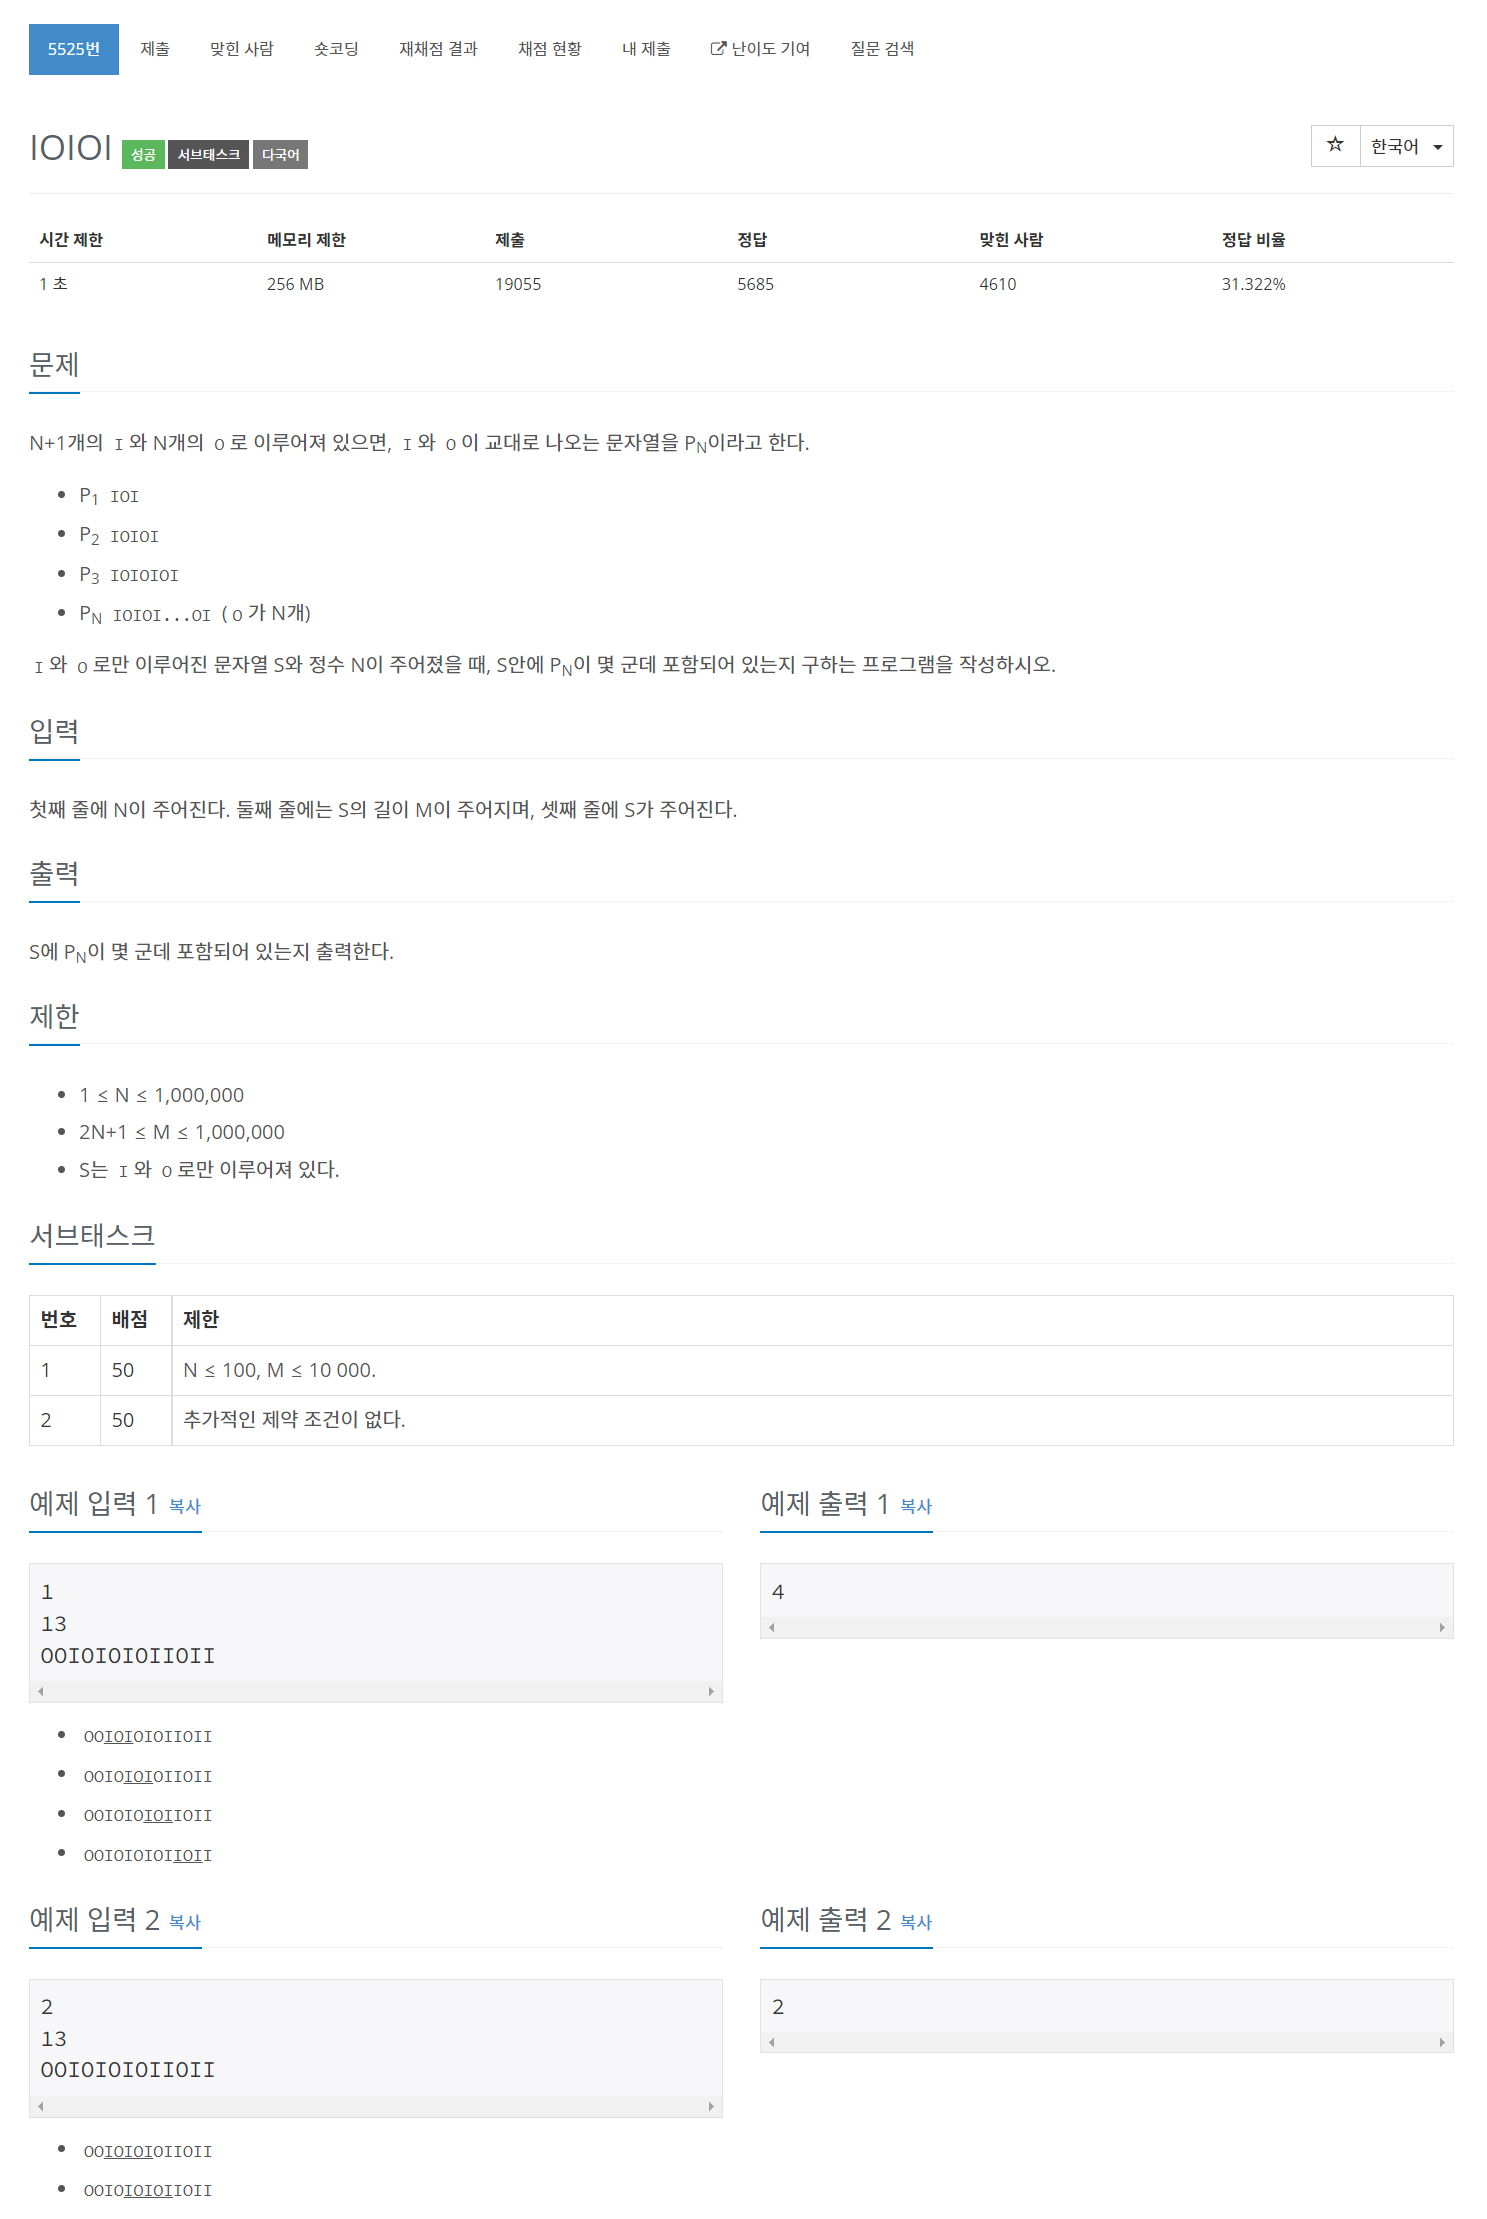 5525번 제출 맞힌 사람 숏코딩 재채점 결과 채점 현황 내 제출 난이도 기여 질문 검색
IOIOI 성공 서브태스크 다국어 한국어
시간 제한 메모리 제한 제출 정답 맞힌 사람 정답 비율
1 초 256 MB 19055 5685 4610 31.322%
문제
N+1개의 I 와 N개의 O 로 이루어져 있으면, I 와 O 이 교대로 나오는 문자열을 PN이라고 한다.
P1 IOI
P2 IOIOI
P3 IOIOIOI
PN IOIOI...OI ( O 가 N개)
I 와 O 로만 이루어진 문자열 S와 정수 N이 주어졌을 때, S안에 PN이 몇 군데 포함되어 있는지 구하는 프로그램을 작성하시오.
입력
첫째 줄에 N이 주어진다. 둘째 줄에는 S의 길이 M이 주어지며, 셋째 줄에 S가 주어진다.
출력
S에 PN이 몇 군데 포함되어 있는지 출력한다.
제한
1 ≤ N ≤ 1,000,000
2N+1 ≤ M ≤ 1,000,000
S는 I 와 O 로만 이루어져 있다.
서브태스크
번호 배점 제한
1 50 N ≤ 100, M ≤ 10 000.
2 50 추가적인 제약 조건이 없다.
예제 입력 1 복사
1
13
OOIOIOIOIIOII
OOIOIOIOIIOII
OOIOIOIOIIOII
OOIOIOIOIIOII
OOIOIOIOIIOII
예제 출력 1 복사
4
예제 입력 2 복사
2
13
OOIOIOIOIIOII
OOIOIOIOIIOII
OOIOIOIOIIOII
예제 출력 2 복사
2